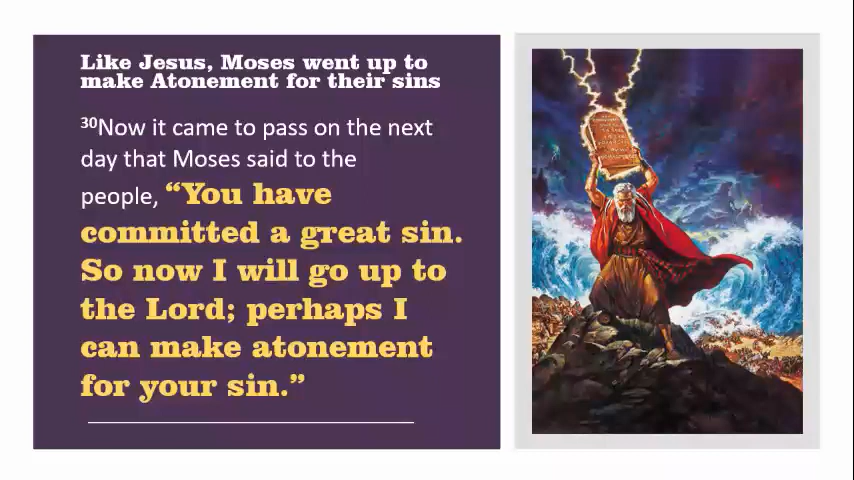 Like Jesus, Moses went up to
make Atonement for their sins
³⁰Now it came to pass on the next
day that Moses said to the
people, “You have
committed a great sin.
So now I will go up to
the Lord; perhaps I
can make atonement
for your sin.”